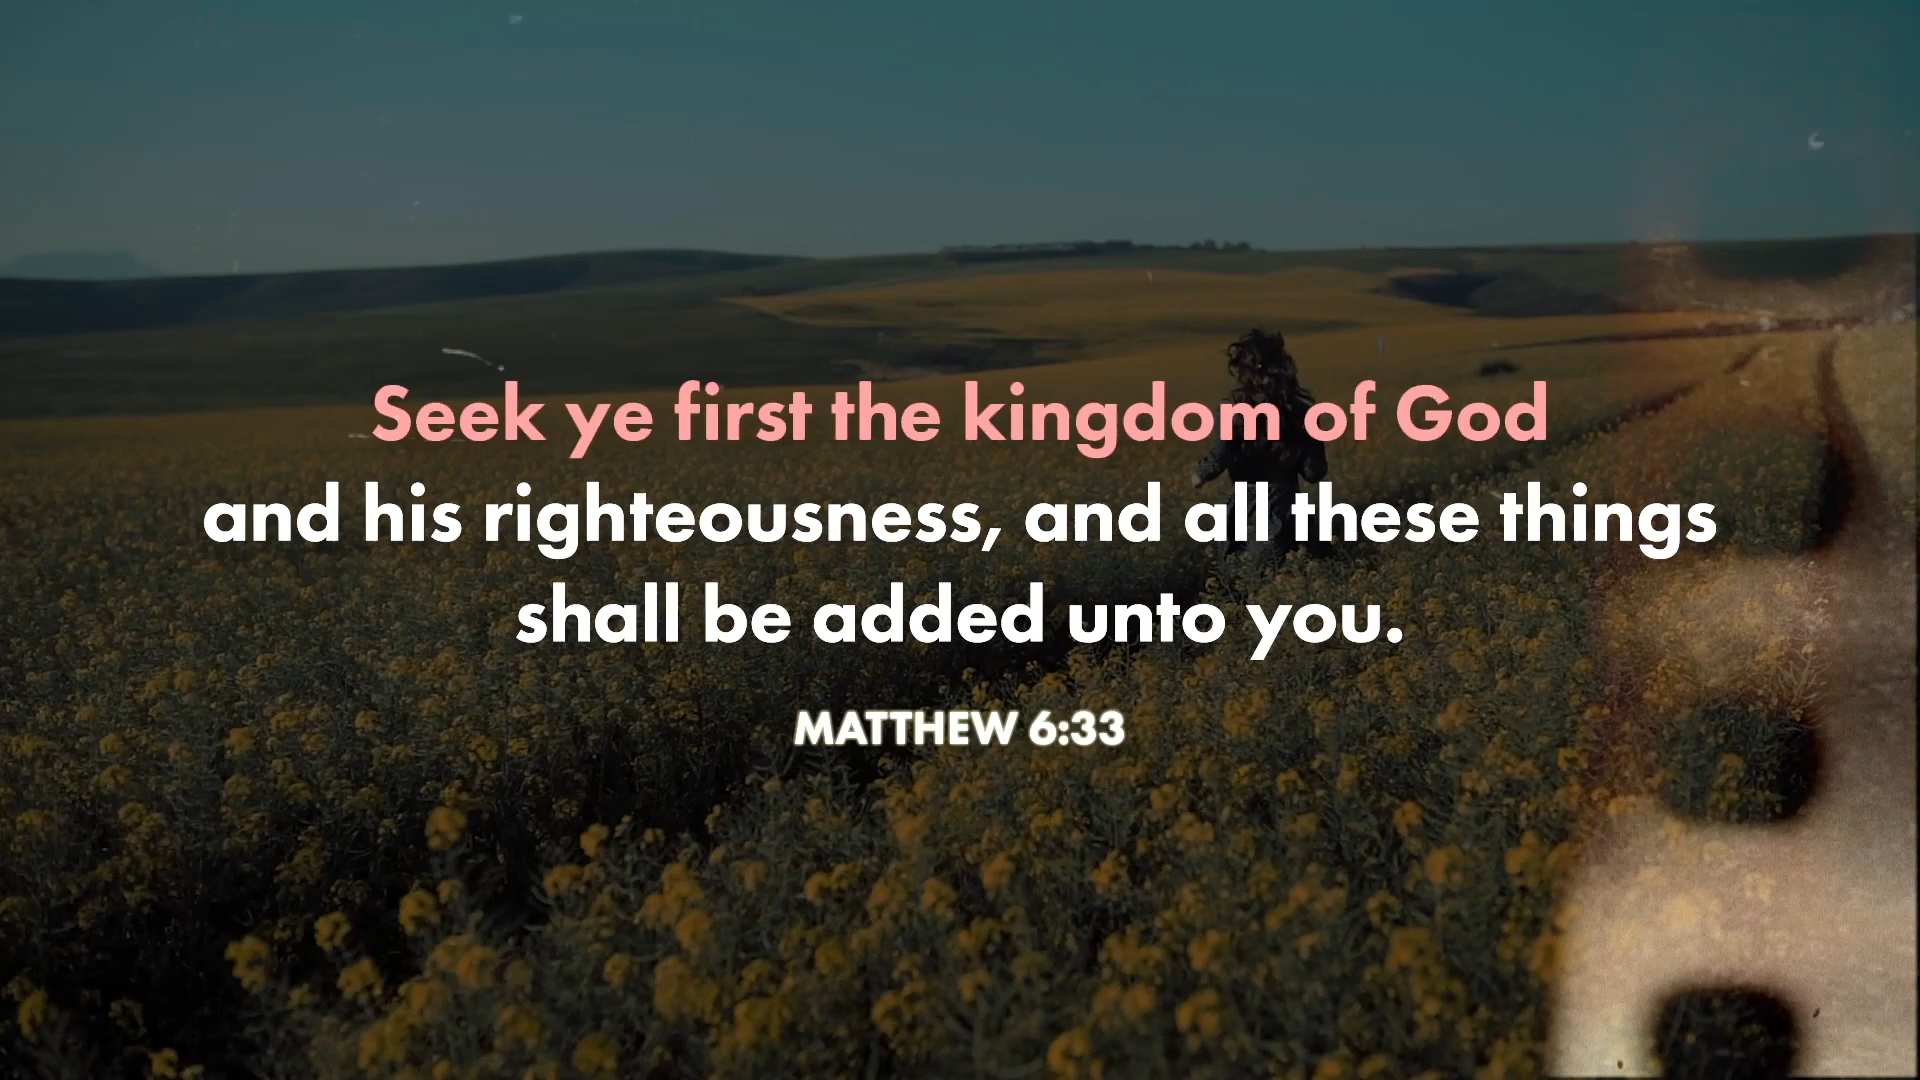 Seek ye first the kingdom of God
and his righteousness, and all these things
shall be added unto you.
MATTHEW 6:33